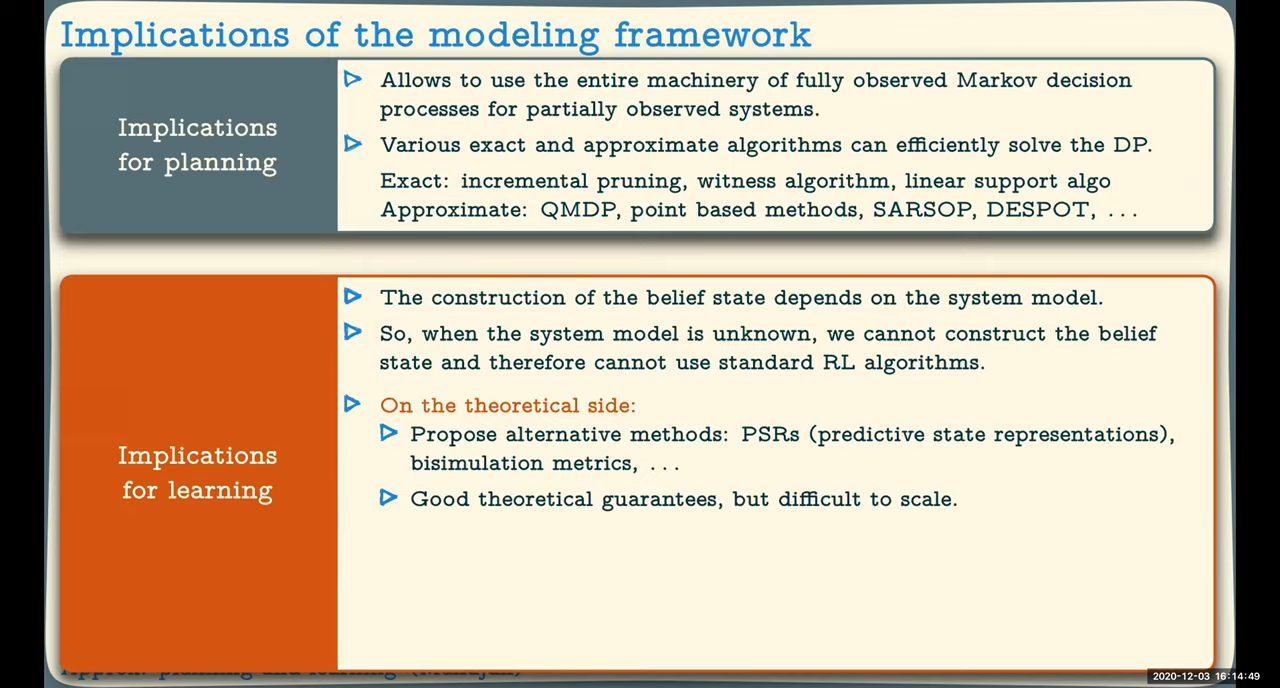 Implications of the modeling framework
Implications
for planning
Allows to use the entire machinery of fully observed Markov decision
processes for partially observed systems.
Various exact and approximate algorithms can efficiently solve the DP.
Exact: incremental pruning, witness algorithm, linear support algo
Approximate: QMDP, point based methods, SARSOP, DESPOT, ...
Implications
for learning
The construction of the belief state depends on the system model.
So, when the system model is unknown, we cannot construct the belief
state and therefore cannot use standard RL algorithms.
On the theoretical side:
Propose alternative methods: PSRs (predictive state representations),
bisimulation metrics, ...
Good theoretical guarantees, but difficult to scale.
2020-12-03 16:14:49